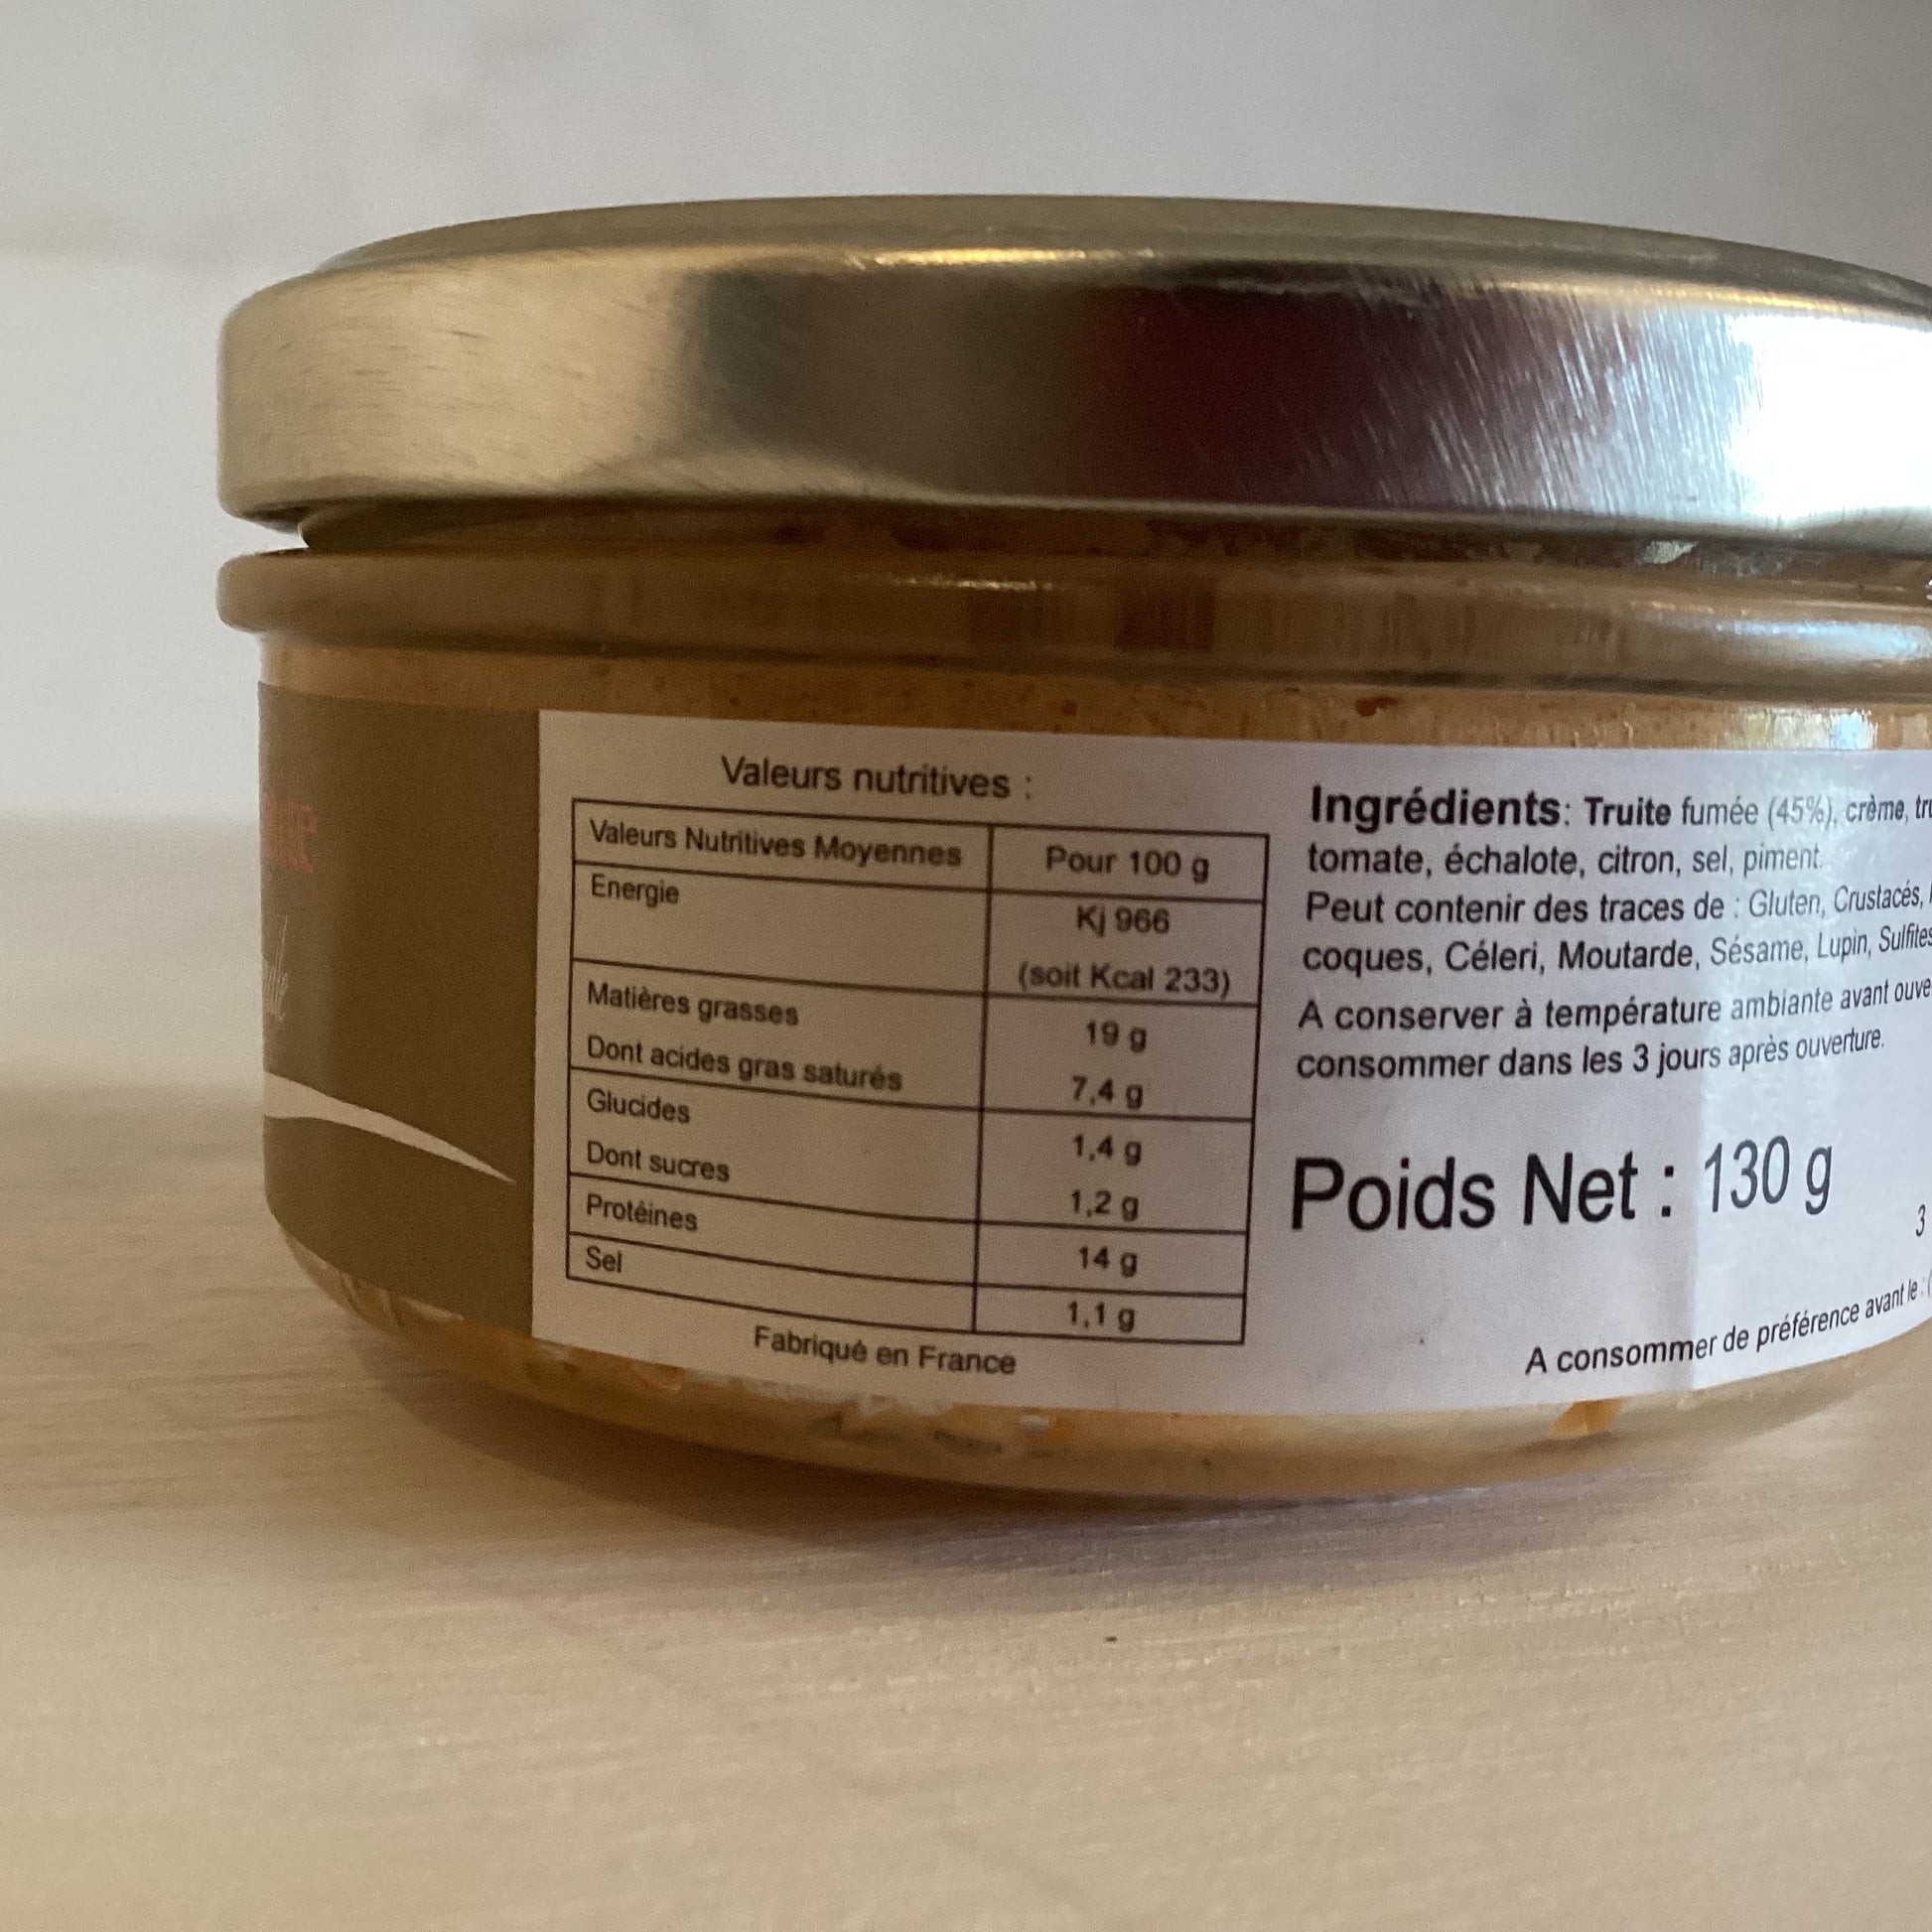 Valeurs nutritives :
Valeurs Nutritives Moyennes Pour 100 g
Energie Kj 966
(soit Kcal 233)
Matières grasses 19 g
Dont acides gras saturés 7,4 g
Glucides 1,4 g
Dont sucres 1,2 g
Protéines 14 g
Sel 1,1 g
Fabriqué en France
Ingrédients: Truite fumée (45%), crème,
tomate, échalote, citron, sel, piment.
Peut contenir des traces de : Gluten, Crustacés,
coques, Céleri, Moutarde, Sésame, Lupin, Sulfites
A conserver à température ambiante avant
consommer dans les 3 jours après ouverture.
Poids Net : 130 g
3
A consommer de préférence avant le :